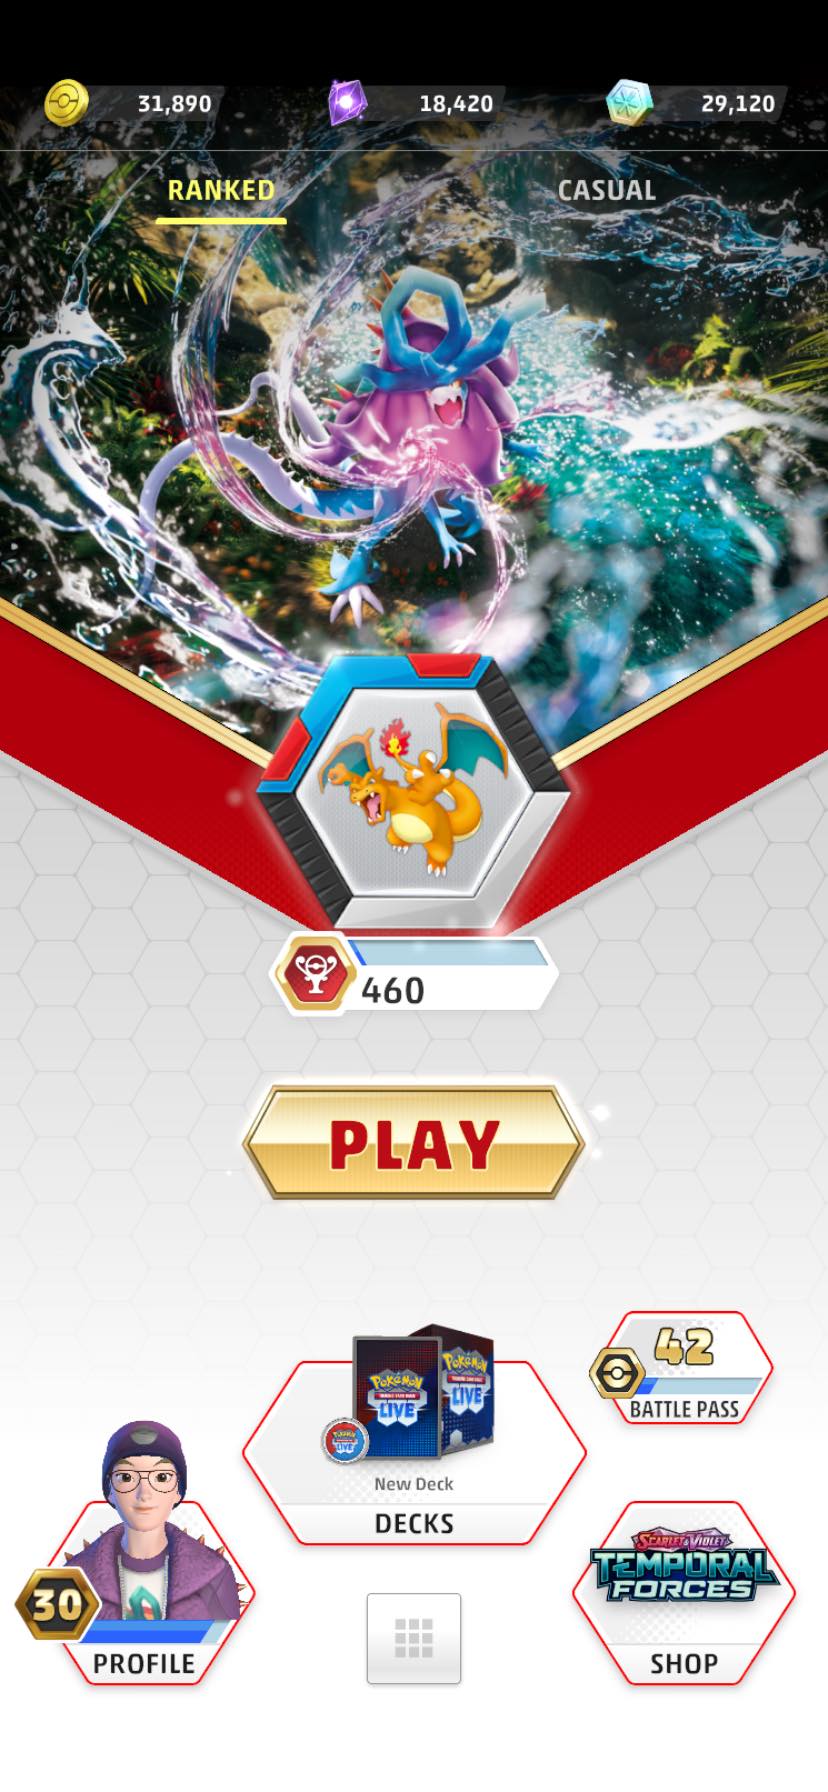 31,890
18,420
29,120
RANKED
CASUAL
460
PLAY
42
BATTLE PASS
Pokémon
LIVE
Pokémon
LIVE
New Deck
DECKS
30
PROFILE
SCARLET & VIOLET
TEMPORAL
FORCES
SHOP